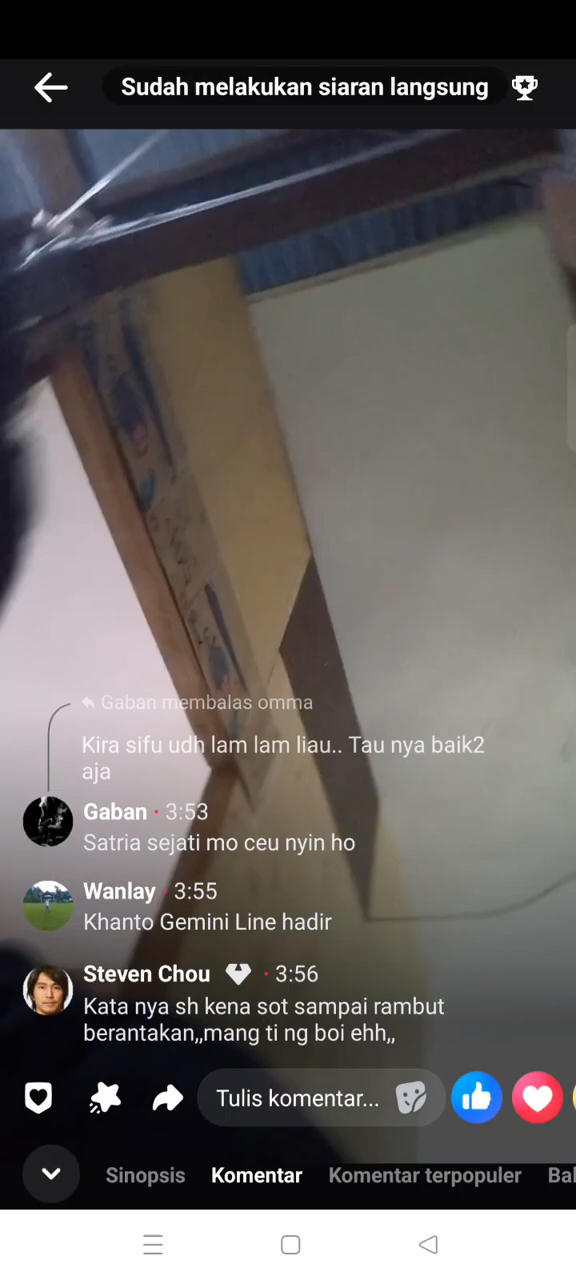 Sudah melakukan siaran langsung
Gaban membalas omma
Kira sifu udh lam lam liau.. Tau nya baik2
aja
Gaban · 3:53
Satria sejati mo ceu nyin ho
Wanlay · 3:55
Khanto Gemini Line hadir
Steven Chou · 3:56
Kata nya sh kena sot sampai rambut
berantakan,,mang ti ng boi ehh,,
Tulis komentar...
Sinopsis Komentar Komentar terpopuler Bal